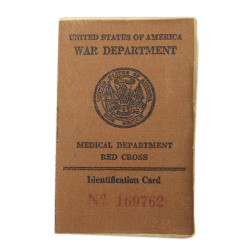 UNITED STATES OF AMERICA
WAR DEPARTMENT
MEDICAL DEPARTMENT
RED CROSS
Identification Card
Nº 169762